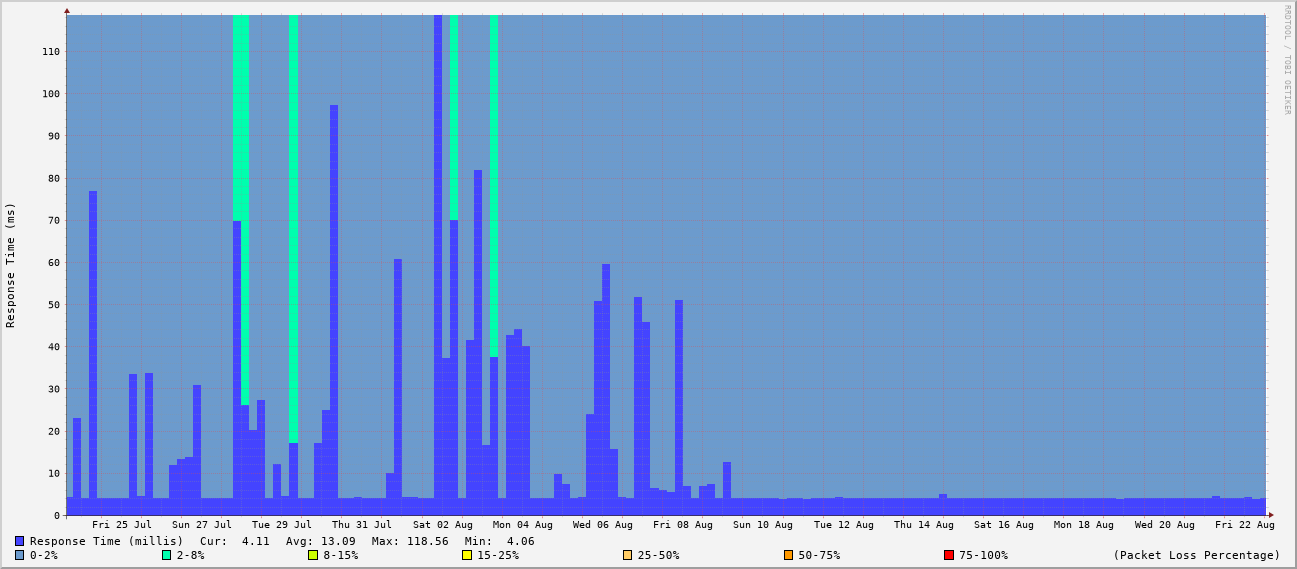 RRDTOOL / TOBI OETIKER
Response Time (ms)
110
100
90
80
70
60
50
40
30
20
10
0
Fri 25 Jul Sun 27 Jul Tue 29 Jul Thu 31 Jul Sat 02 Aug Mon 04 Aug Wed 06 Aug Fri 08 Aug Sun 10 Aug Tue 12 Aug Thu 14 Aug Sat 16 Aug Mon 18 Aug Wed 20 Aug Fri 22 Aug
Response Time (millis) Cur: 4.11 Avg: 13.09 Max: 118.56 Min: 4.06
0-2% 2-8% 8-15% 15-25% 25-50% 50-75% 75-100% (Packet Loss Percentage)